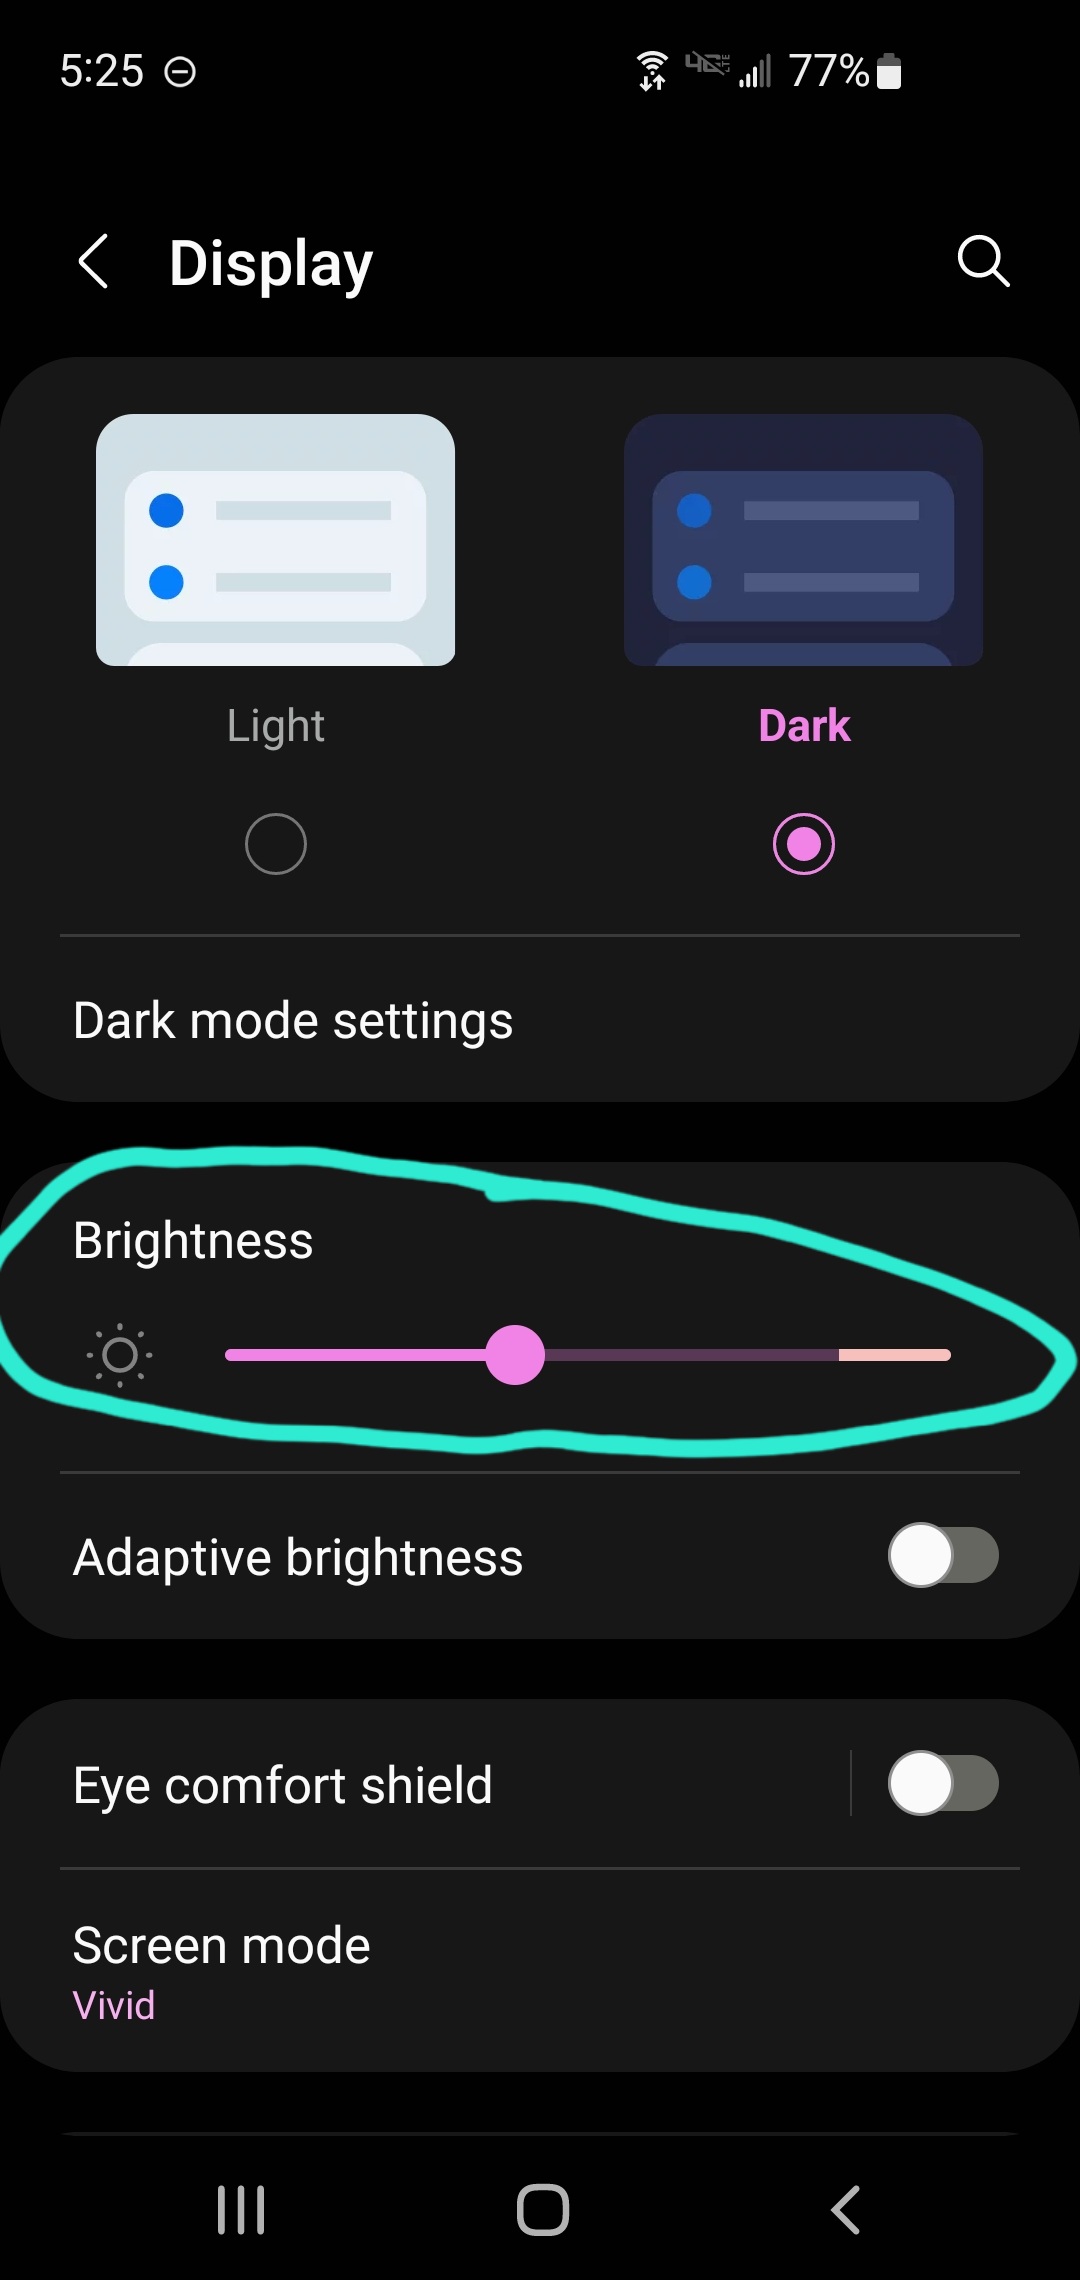 5:25 77%
Display
Light Dark
Dark mode settings
Brightness
Adaptive brightness
Eye comfort shield
Screen mode
Vivid